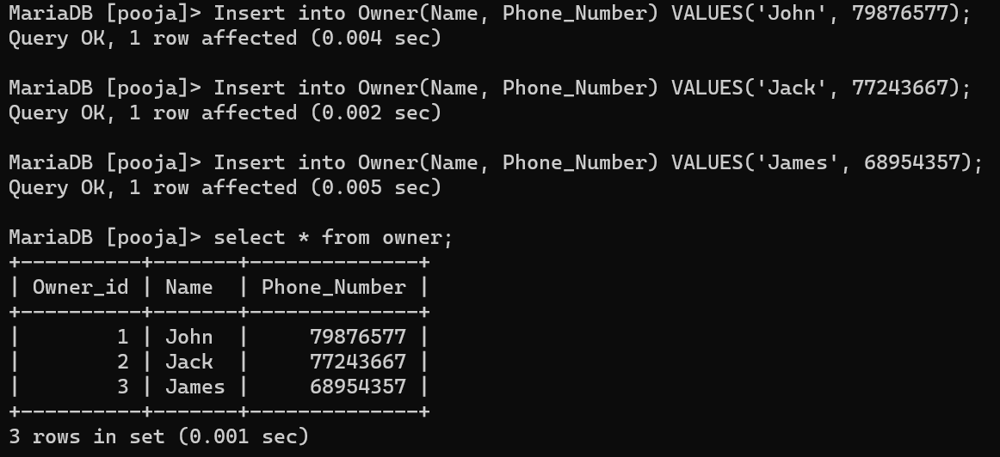 MariaDB [pooja]> Insert into Owner(Name, Phone_Number) VALUES('John', 79876577);
Query OK, 1 row affected (0.004 sec)

MariaDB [pooja]> Insert into Owner(Name, Phone_Number) VALUES('Jack', 77243667);
Query OK, 1 row affected (0.002 sec)

MariaDB [pooja]> Insert into Owner(Name, Phone_Number) VALUES('James', 68954357);
Query OK, 1 row affected (0.005 sec)

MariaDB [pooja]> select * from owner;
+----------+-------+--------------+
| Owner_id | Name  | Phone_Number |
+----------+-------+--------------+
|        1 | John  |     79876577 |
|        2 | Jack  |     77243667 |
|        3 | James |     68954357 |
+----------+-------+--------------+
3 rows in set (0.001 sec)